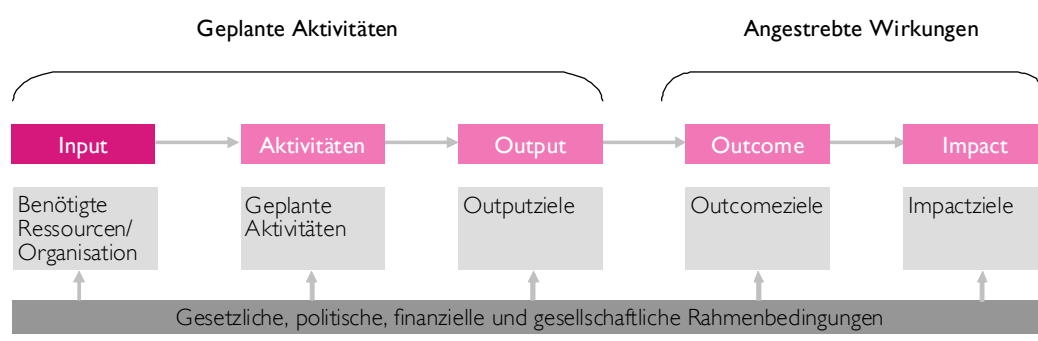 Geplante Aktivitäten
Angestrebte Wirkungen
Input
Aktivitäten
Output
Outcome
Impact
Benötigte
Ressourcen/
Organisation
Geplante
Aktivitäten
Outputziele
Outcomeziele
Impactziele
Gesetzliche, politische, finanzielle und gesellschaftliche Rahmenbedingungen